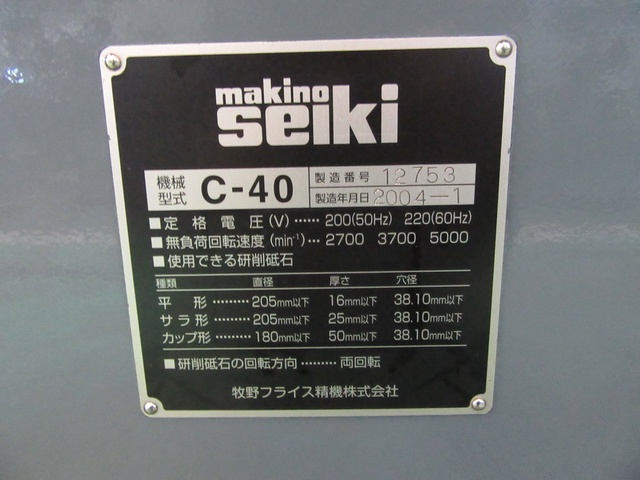 makino
seiki
機械型式 C-40
製造番号 12753
製造年月日 2004-1
■定格電圧(V)⋯⋯200(50Hz) 220(60Hz)
■無負荷回転速度(min⁻¹)⋯2700 3700 5000
■使用できる研削砥石
種類 直径 厚さ 穴径
平形⋯⋯⋯205mm以下 16mm以下 38.10mm以下
サラ形⋯⋯⋯205mm以下 25mm以下 38.10mm以下
カップ形⋯⋯⋯180mm以下 50mm以下 38.10mm以下
■研削砥石の回転方向⋯⋯⋯両回転
牧野フライス精機株式会社